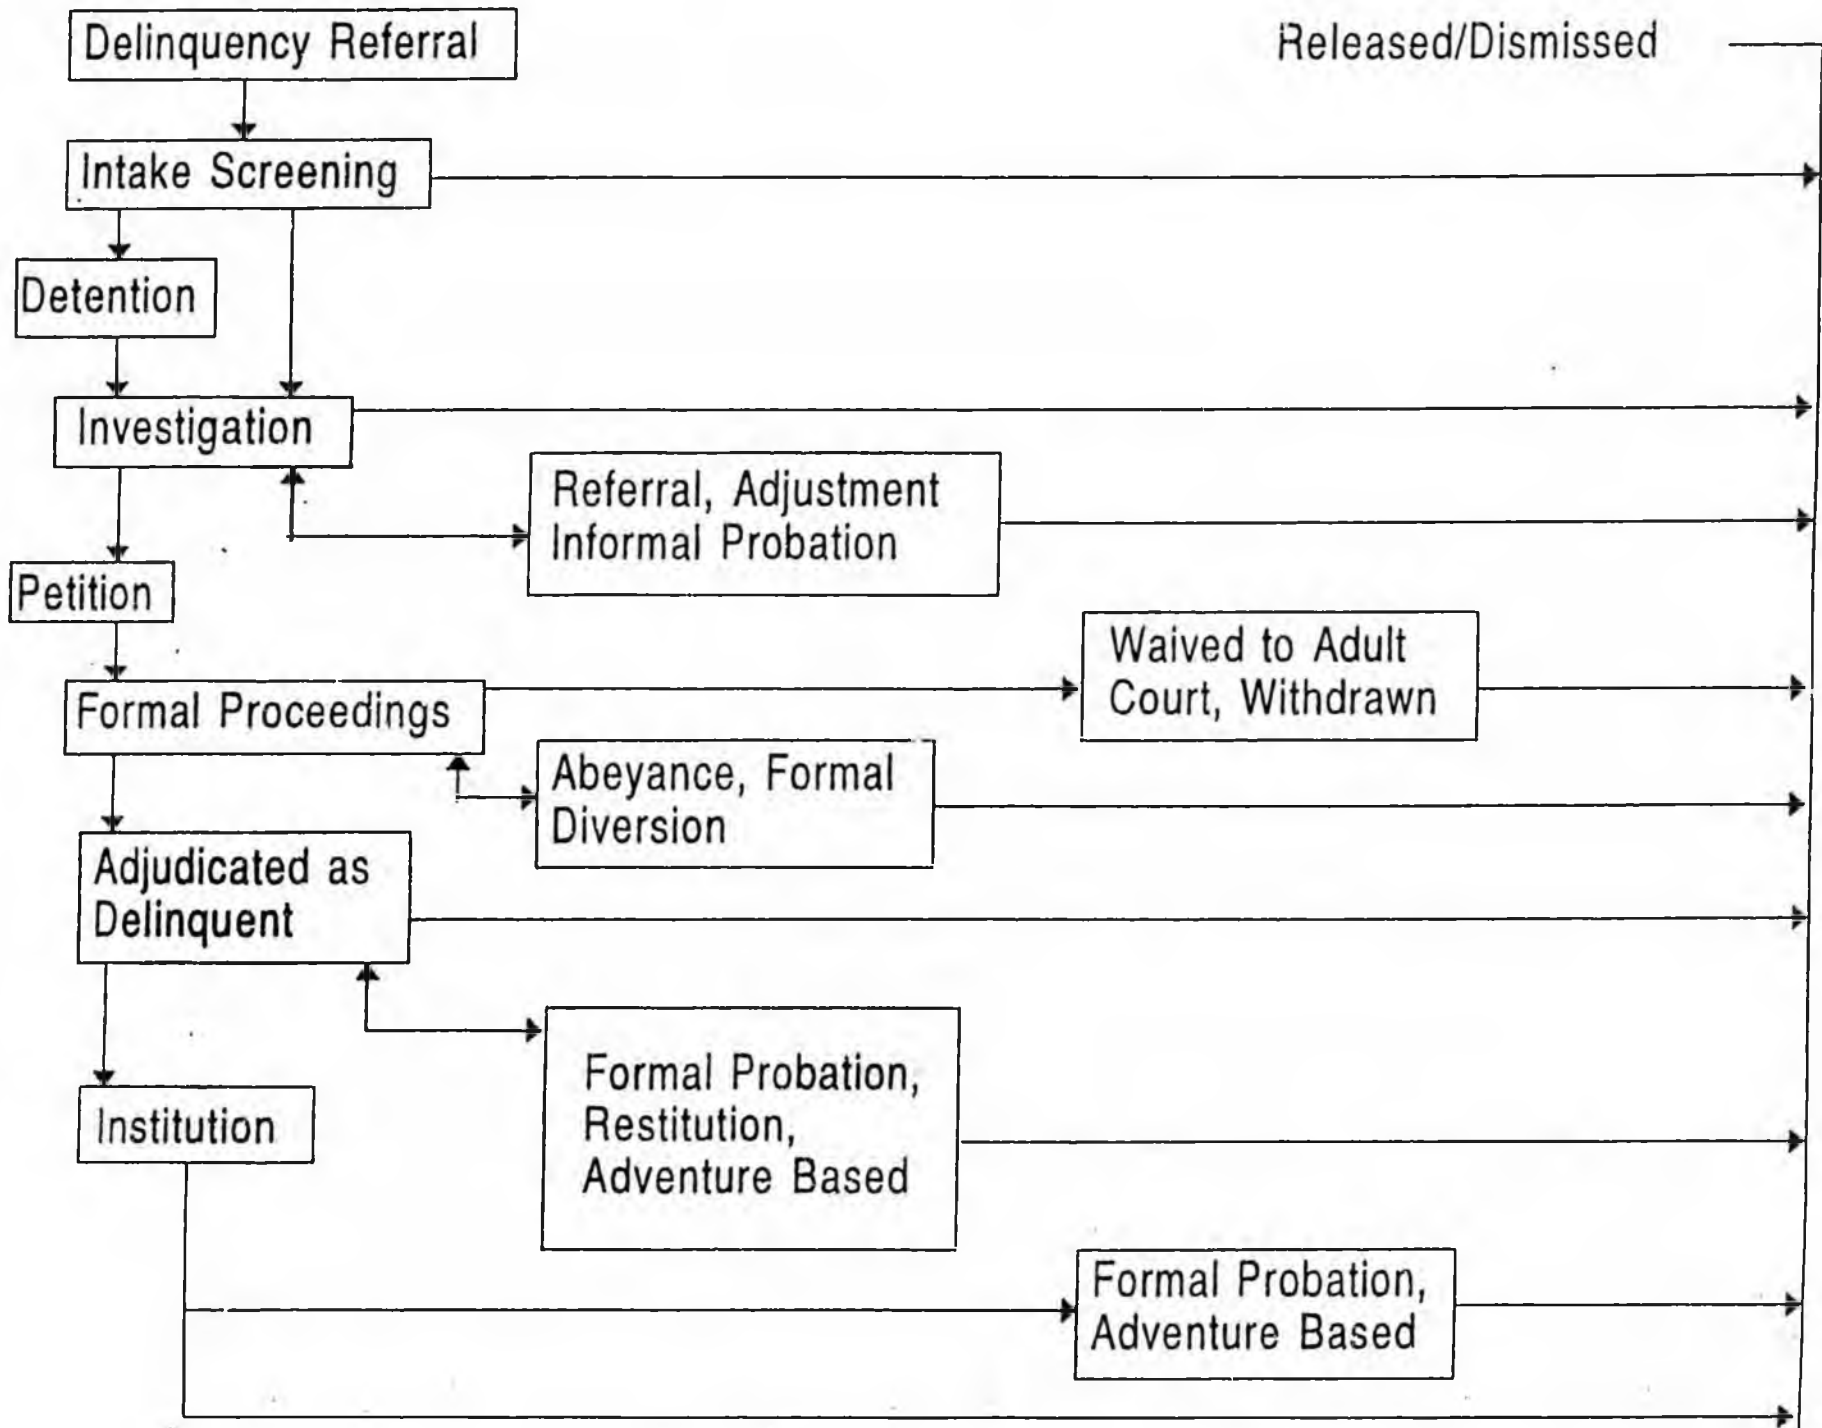 Delinquency Referral
Released/Dismissed
Intake Screening
Detention
Investigation
Referral, Adjustment
Informal Probation
Petition
Waived to Adult
Court, Withdrawn
Formal Proceedings
Abeyance, Formal
Diversion
Adjudicated as
Delinquent
Formal Probation,
Restitution,
Adventure Based
Institution
Formal Probation,
Adventure Based